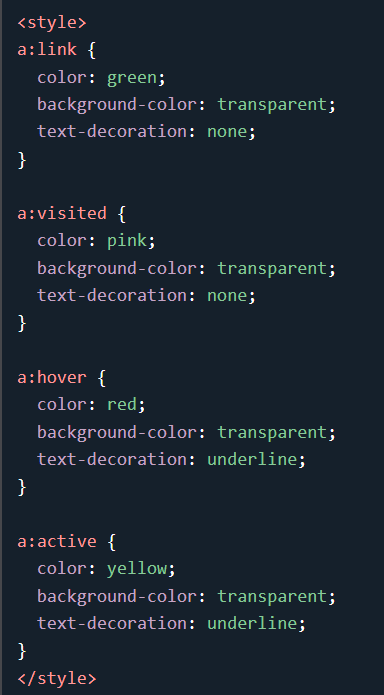 <style>
a:link {
  color: green;
  background-color: transparent;
  text-decoration: none;
}

a:visited {
  color: pink;
  background-color: transparent;
  text-decoration: none;
}

a:hover {
  color: red;
  background-color: transparent;
  text-decoration: underline;
}

a:active {
  color: yellow;
  background-color: transparent;
  text-decoration: underline;
}
</style>